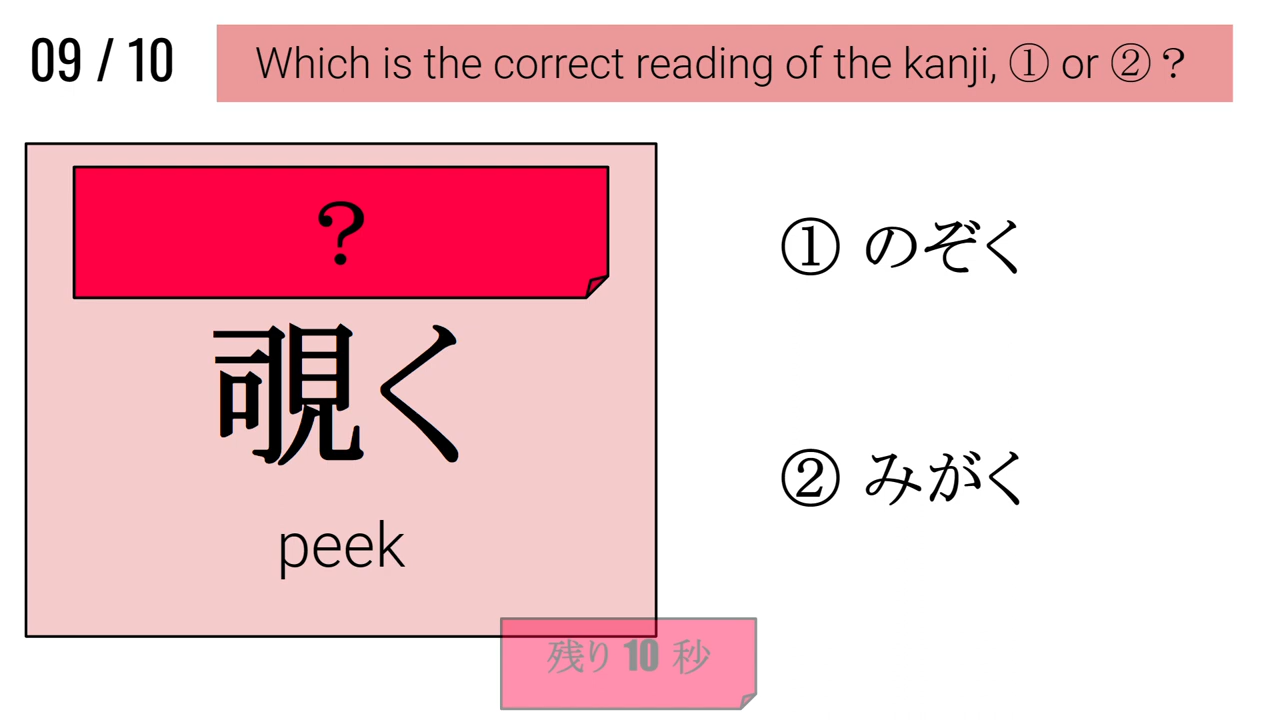 09 / 10
Which is the correct reading of the kanji, ① or ②？
？
覗く
peek
① のぞく
② みがく
残り 10 秒